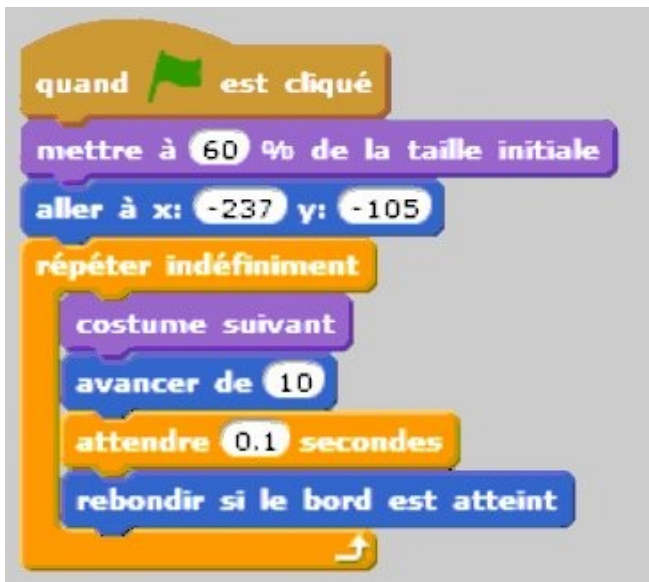 quand est cliqué
mettre à 60 % de la taille initiale
aller à x: -237 y: -105
répéter indéfiniment
costume suivant
avancer de 10
attendre 0.1 secondes
rebondir si le bord est atteint